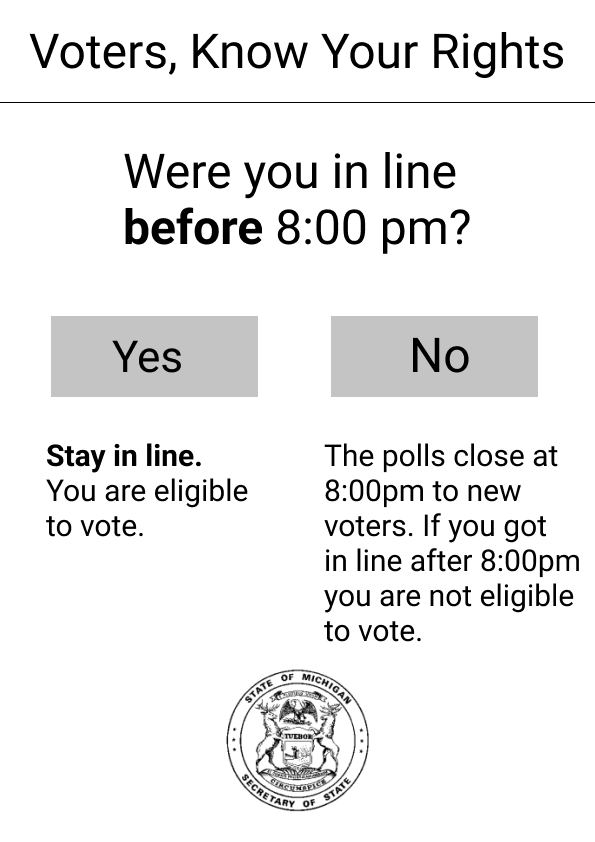 Voters, Know Your Rights
Were you in line
before 8:00 pm?
Yes
No
Stay in line.
You are eligible
to vote.
The polls close at
8:00pm to new
voters. If you got
in line after 8:00pm
you are not eligible
to vote.
STATE OF MICHIGAN
TUEBOR
CIRCUMSPICE
SECRETARY OF STATE